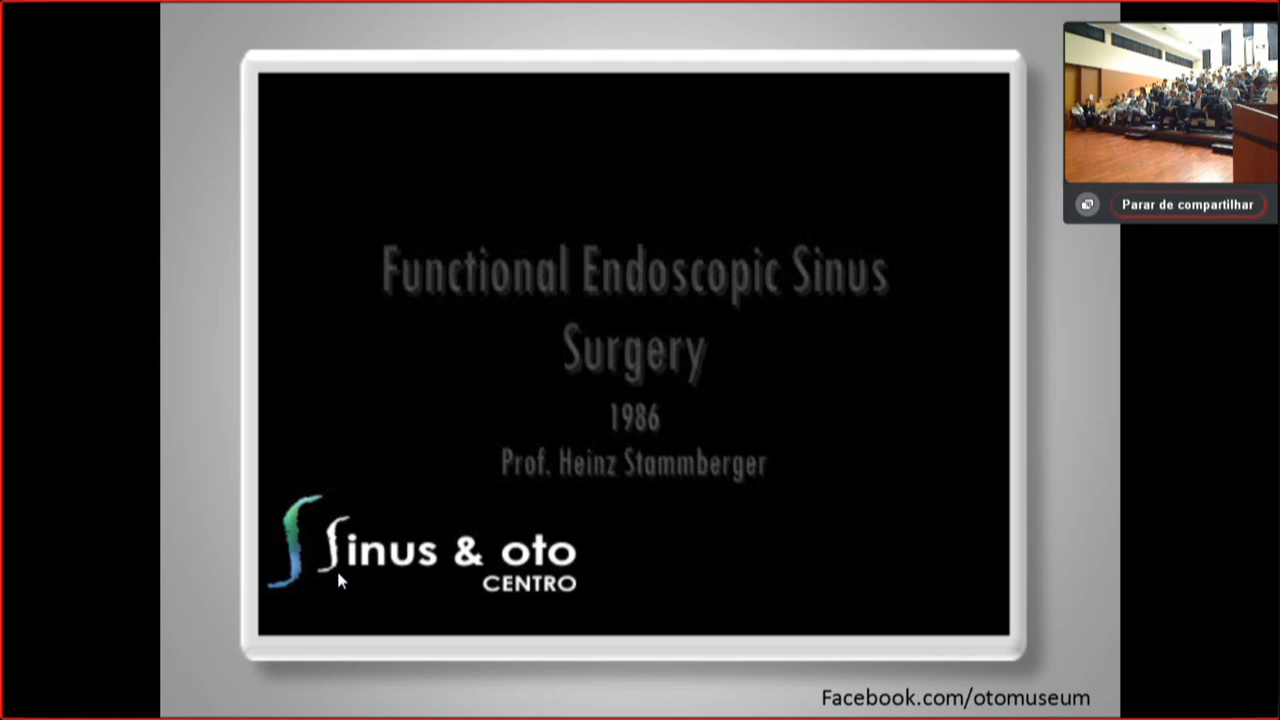 Functional Endoscopic Sinus
Surgery
1986
Prof. Heinz Stammberger
Sinus & oto
CENTRO
Parar de compartilhar
Facebook.com/otomuseum